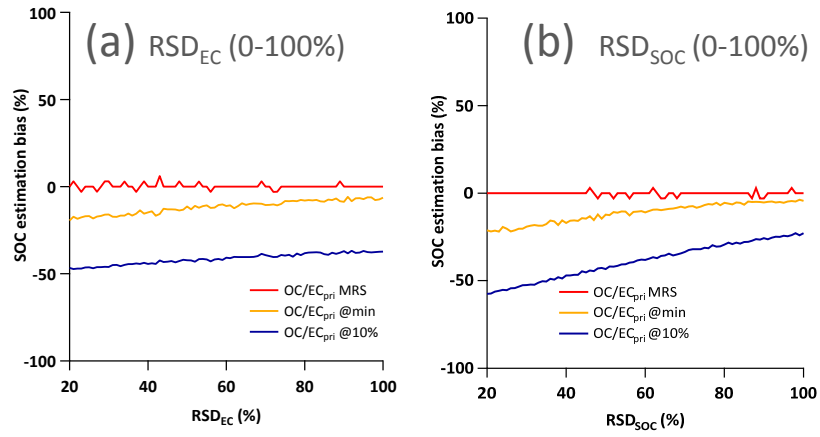 (a) RSD_EC (0-100%)
SOC estimation bias (%)
100
50
0
-50
-100
OC/EC_pri MRS
OC/EC_pri @min
OC/EC_pri @10%
20 40 60 80 100
RSD_EC (%)
(b) RSD_SOC (0-100%)
SOC estimation bias (%)
100
50
0
-50
-100
OC/EC_pri MRS
OC/EC_pri @min
OC/EC_pri @10%
20 40 60 80 100
RSD_SOC (%)